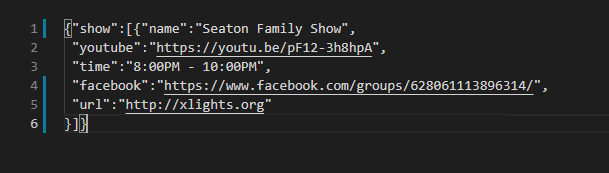 1 {"show":[{"name":"Seaton Family Show",
2 "youtube":"https://youtu.be/pF12-3h8hpA",
3 "time":"8:00PM - 10:00PM",
4 "facebook":"https://www.facebook.com/groups/628061113896314/",
5 "url":"http://xlights.org"
6 }]}